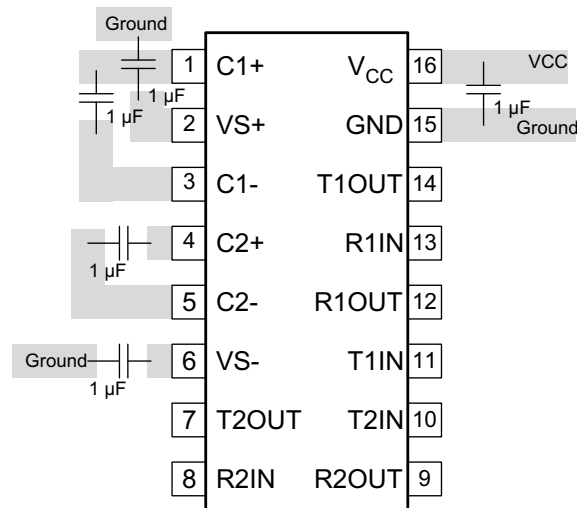 Ground
1 C1+ VCC 16 VCC
1 µF 1 µF 1 µF
2 VS+ GND 15 Ground
3 C1- T1OUT 14
4 C2+ R1IN 13
1 µF
5 C2- R1OUT 12
Ground 6 VS- T1IN 11
1 µF
7 T2OUT T2IN 10
8 R2IN R2OUT 9